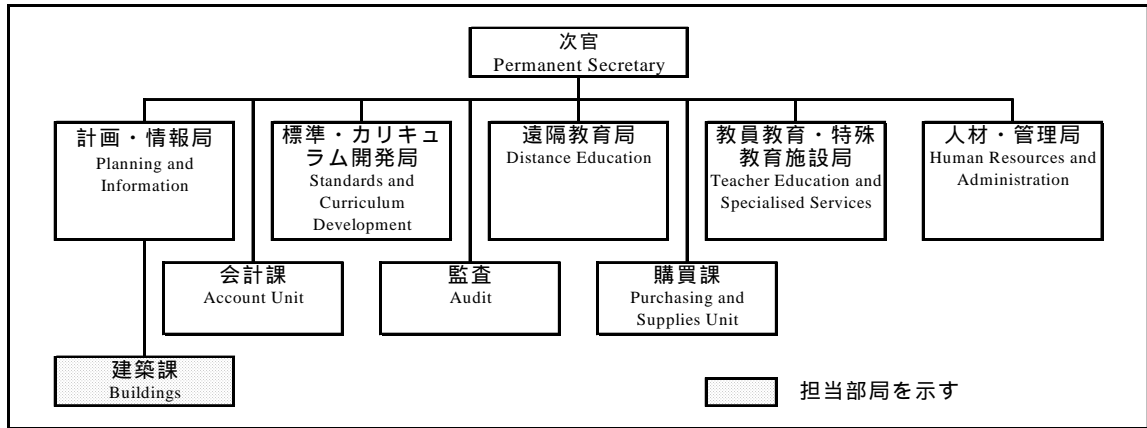 次官
Permanent Secretary
計画・情報局
Planning and
Information
標準・カリキュ
ラム開発局
Standards and
Curriculum
Development
遠隔教育局
Distance Education
教員教育・特殊
教育施設局
Teacher Education and
Specialised Services
人材・管理局
Human Resources and
Administration
会計課
Account Unit
監査
Audit
購買課
Purchasing and
Supplies Unit
建築課
Buildings
担当部局を示す